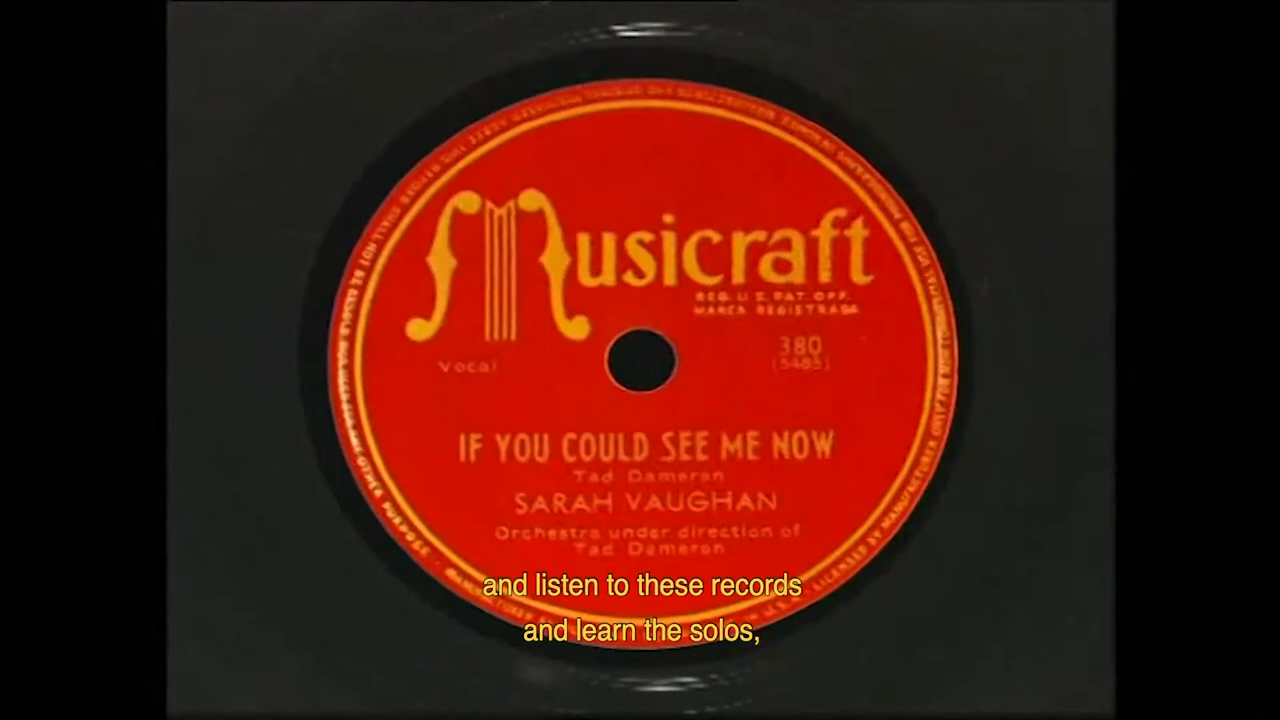 Musicraft
REG. U.S. PAT. OFF.
MARCA REGISTRADA
Vocal
380
(5485)
IF YOU COULD SEE ME NOW
Tad Dameron
SARAH VAUGHAN
Orchestra under direction of
Tad Dameron
and listen to these records
and learn the solos,